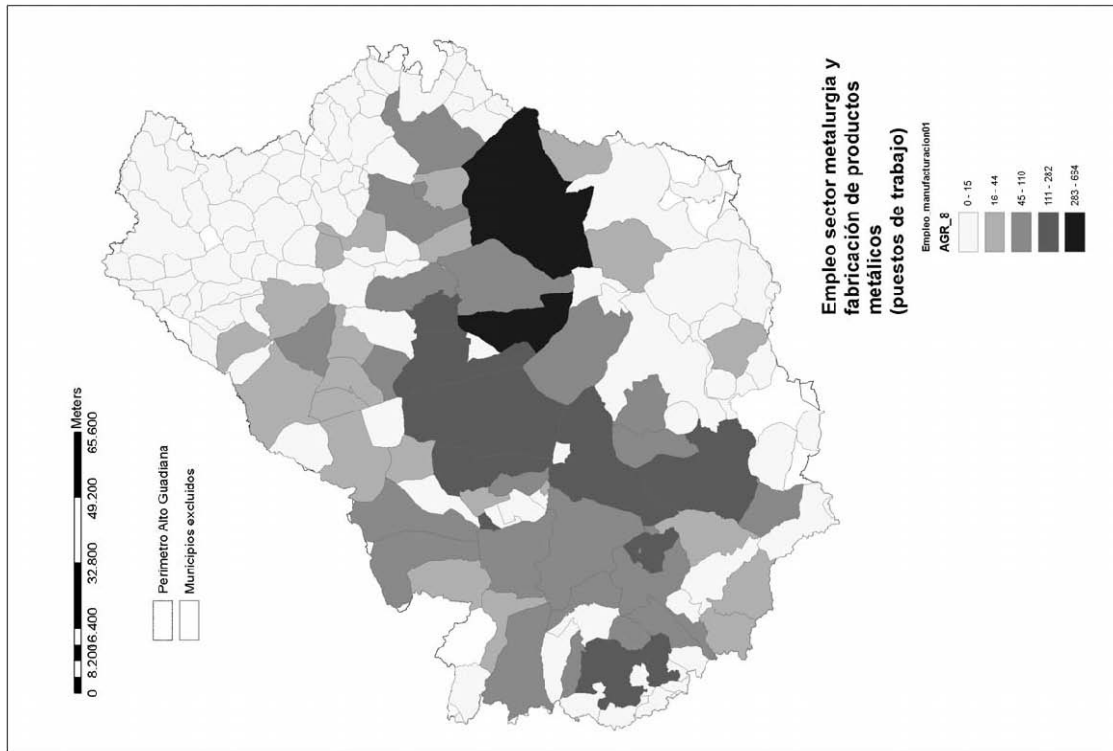 Meters
0 8.200 16.400 32.800 49.200 65.600
Perímetro Alto Guadiana
Municipios excluidos
Empleo sector metalurgia y
fabricación de productos
metálicos
(puestos de trabajo)
Empleo_manufacturacion01
AGR_8
0 - 15
16 - 44
45 - 110
111 - 282
283 - 664